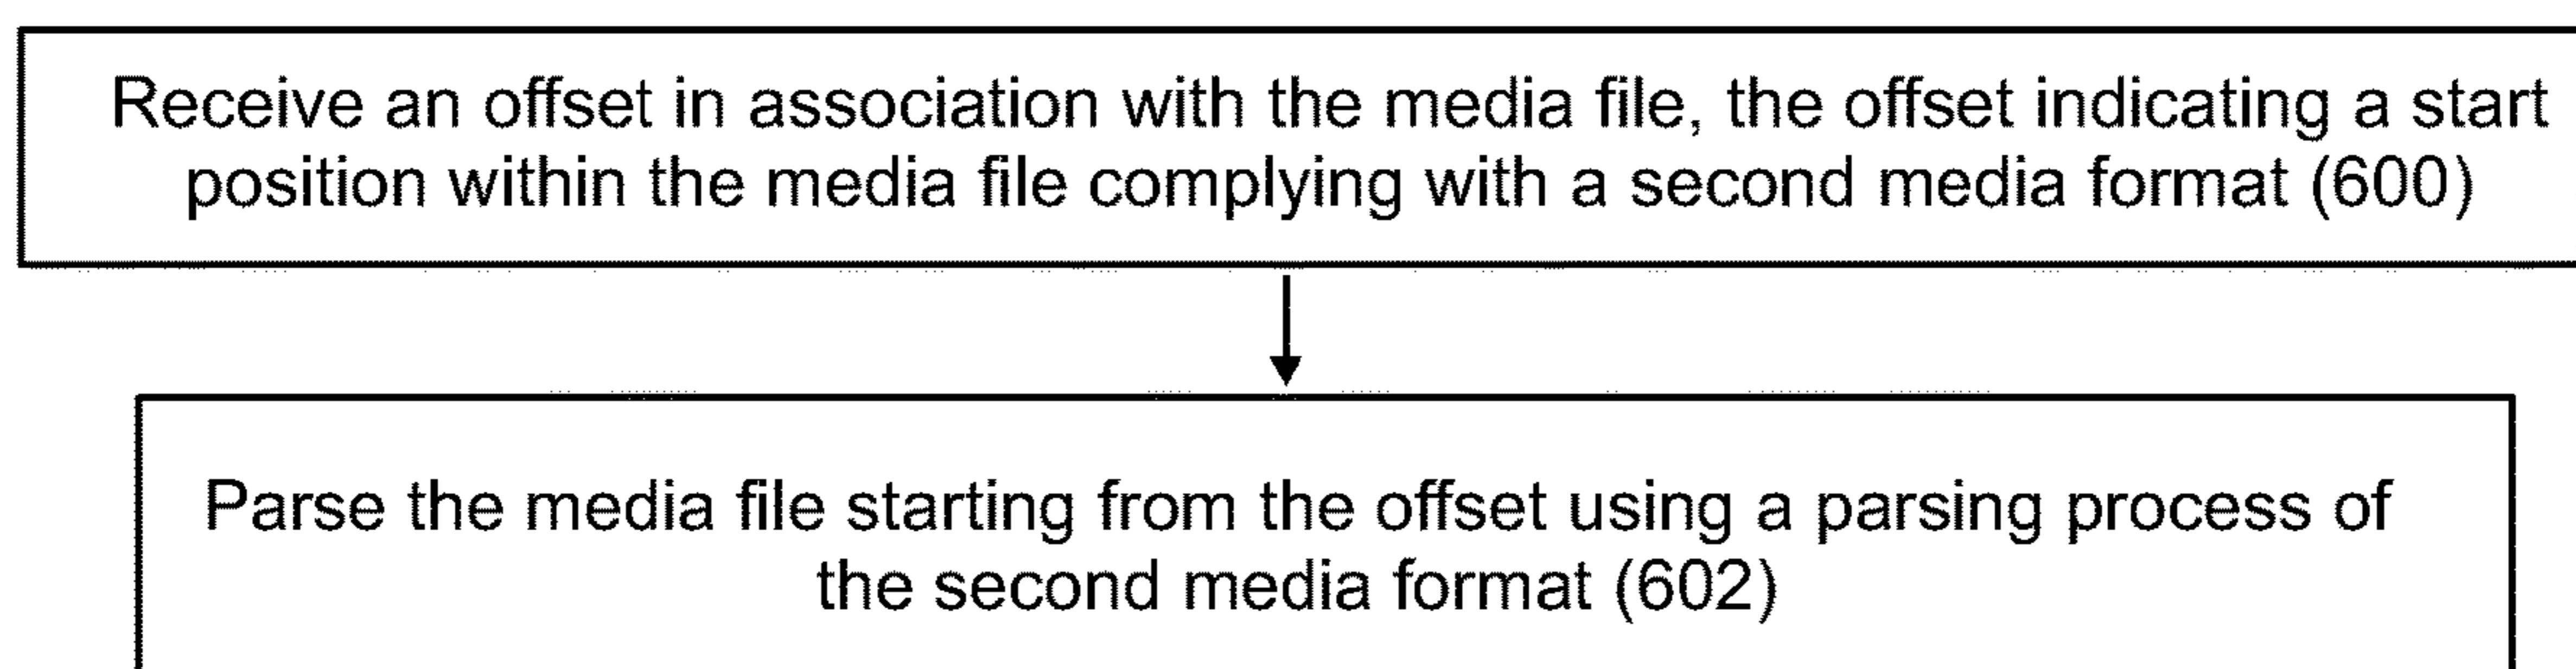 Receive an offset in association with the media file, the offset indicating a start
position within the media file complying with a second media format (600)
Parse the media file starting from the offset using a parsing process of
the second media format (602)